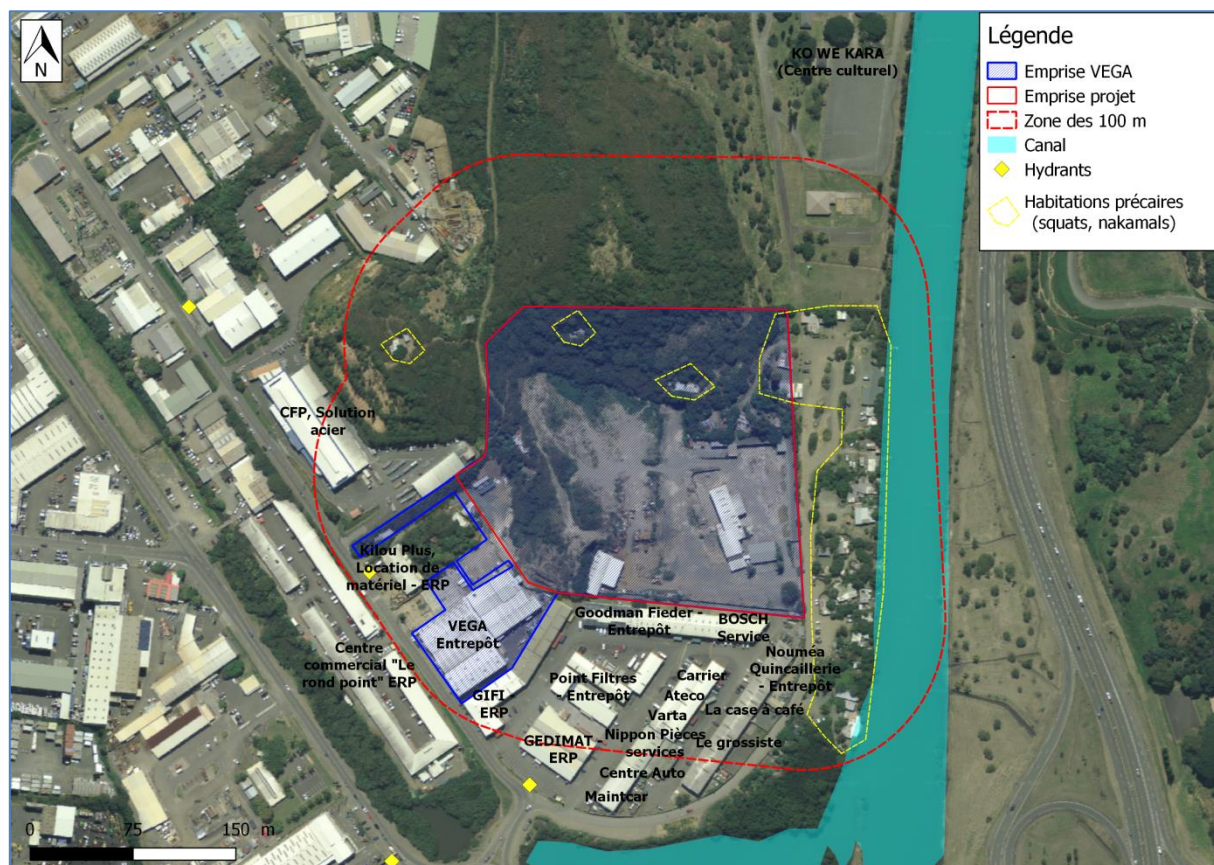 N
KO WE KARA
(Centre culturel)
Légende
Emprise VEGA
Emprise projet
Zone des 100 m
Canal
Hydrants
Habitations précaires
(squats, nakamals)
CFP, Solution
acier
Kilou Plus,
Location de
matériel - ERP
VEGA
Entrepôt
Centre
commercial "Le
rond point" ERP
GIFI
ERP
GEDIMAT -
ERP
Goodman Fieder -
Entrepôt
BOSCH
Service
Point Filtres
- Entrepôt
Carrier
Ateco
Varta
Nippon Pièces
services
Nouméa
Quincaillerie
- Entrepôt
La case à café
Le grossiste
Centre Auto
Maintcar
0 75 150 m